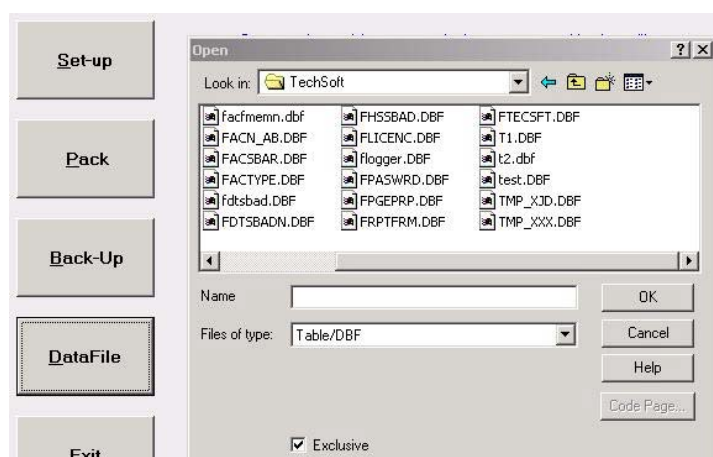 Set-up
Pack
Back-Up
DataFile
Exit
Open
Look in: TechSoft
facfmemn.dbf FHSSBAD.DBF FTECSFT.DBF
FACN_AB.DBF FLICENC.DBF T1.DBF
FACSBAR.DBF flogger.DBF t2.dbf
FACTYPE.DBF FPASWRD.DBF test.DBF
fdtsbad.DBF FPGEPRP.DBF TMP_XJD.DBF
FDTSBADN.DBF FRPTFRM.DBF TMP_XXX.DBF
Name OK
Files of type: Table/DBF Cancel
Help
Code Page...
Exclusive